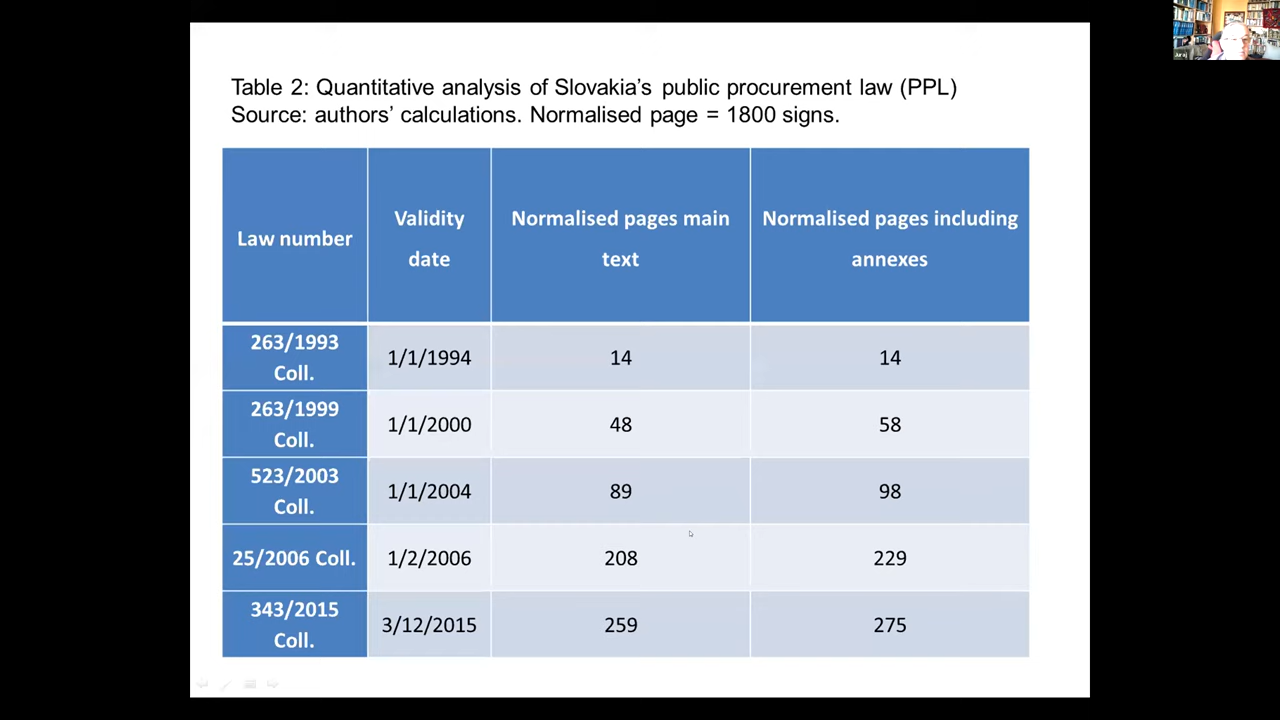 Table 2: Quantitative analysis of Slovakia's public procurement law (PPL)
Source: authors' calculations. Normalised page = 1800 signs.
Law number
Validity
date
Normalised pages main
text
Normalised pages including
annexes
263/1993
Coll.
1/1/1994
14
14
263/1999
Coll.
1/1/2000
48
58
523/2003
Coll.
1/1/2004
89
98
25/2006 Coll.
1/2/2006
208
229
343/2015
Coll.
3/12/2015
259
275
Juraj